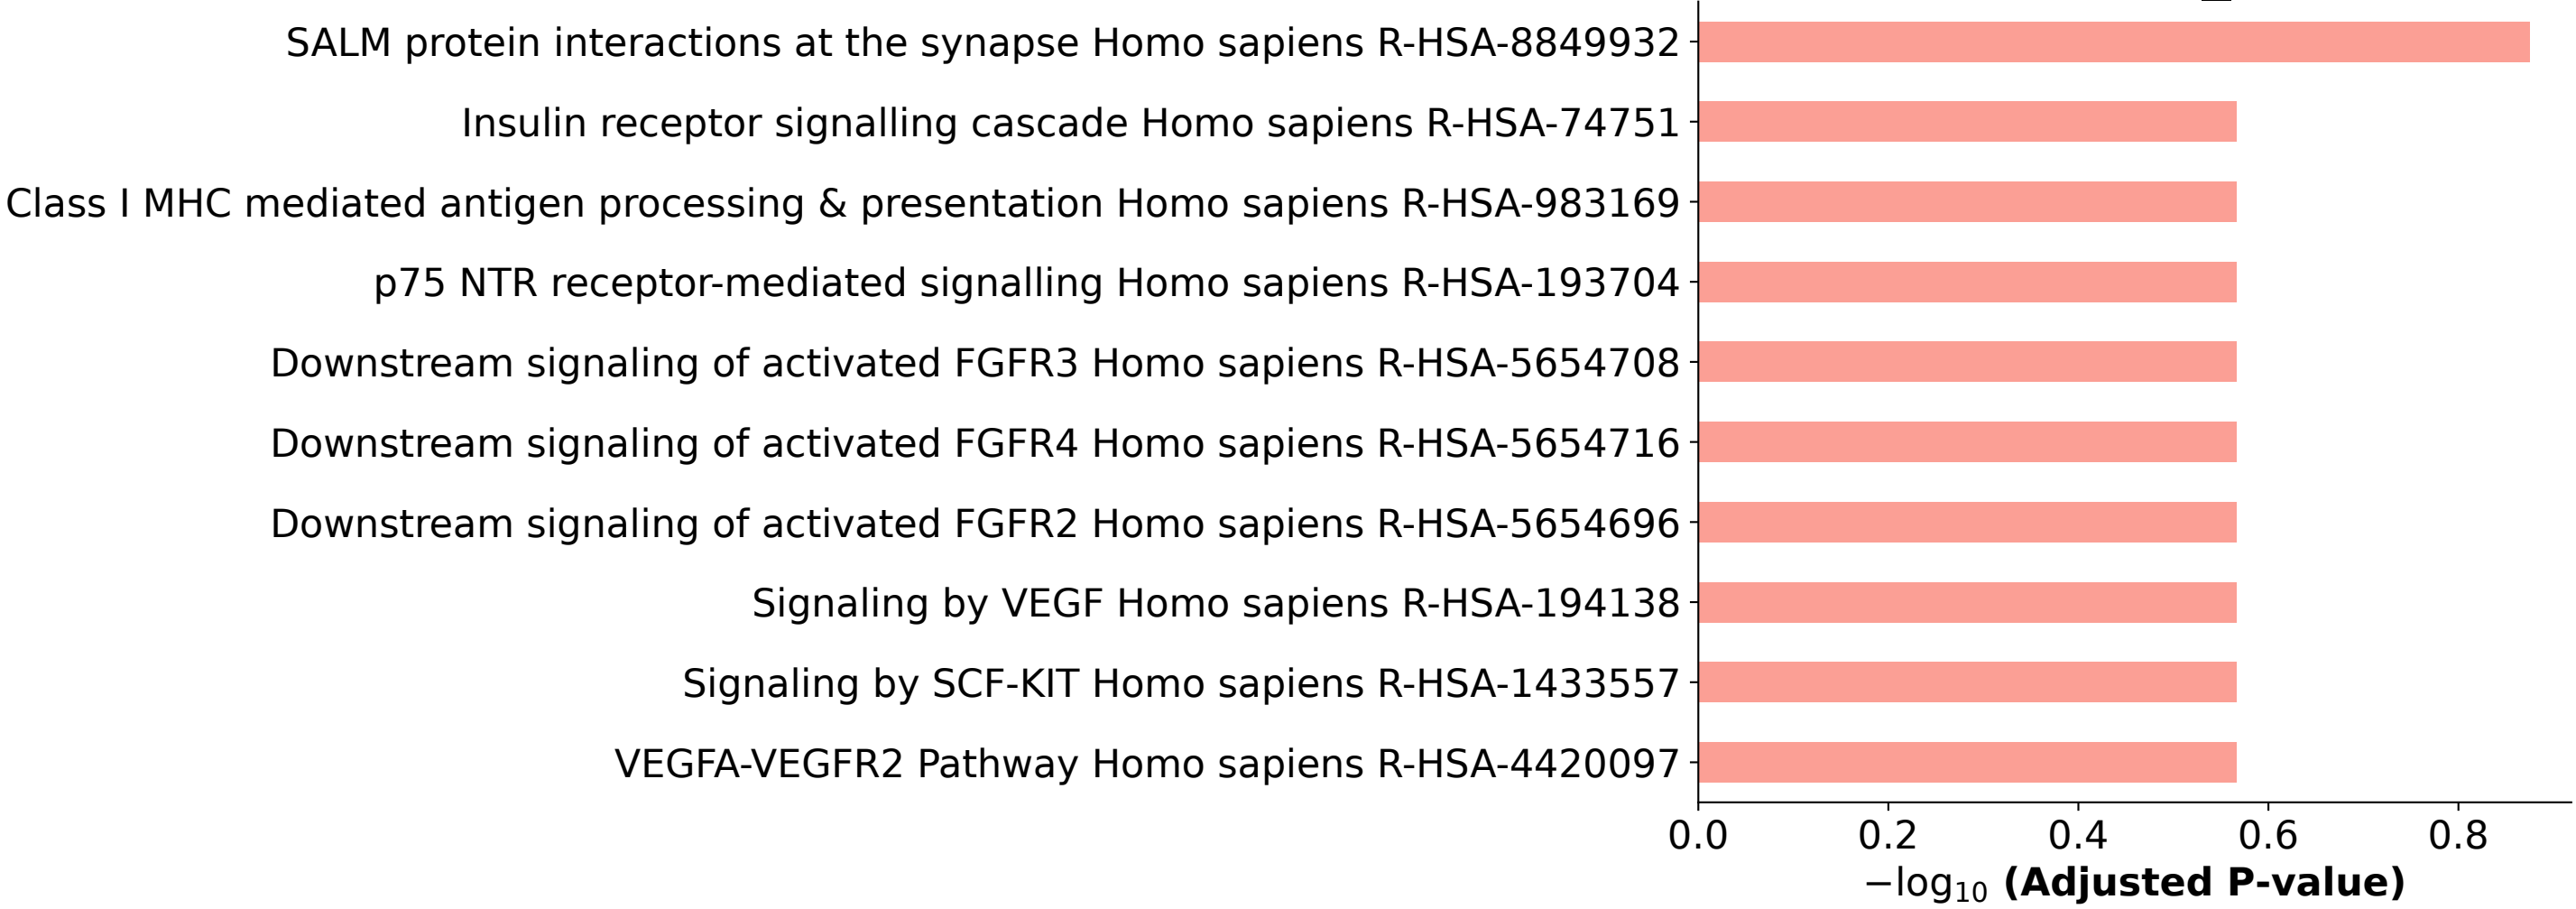 SALM protein interactions at the synapse Homo sapiens R-HSA-8849932
Insulin receptor signalling cascade Homo sapiens R-HSA-74751
Class I MHC mediated antigen processing & presentation Homo sapiens R-HSA-983169
p75 NTR receptor-mediated signalling Homo sapiens R-HSA-193704
Downstream signaling of activated FGFR3 Homo sapiens R-HSA-5654708
Downstream signaling of activated FGFR4 Homo sapiens R-HSA-5654716
Downstream signaling of activated FGFR2 Homo sapiens R-HSA-5654696
Signaling by VEGF Homo sapiens R-HSA-194138
Signaling by SCF-KIT Homo sapiens R-HSA-1433557
VEGFA-VEGFR2 Pathway Homo sapiens R-HSA-4420097
0.0 0.2 0.4 0.6 0.8
−log₁₀ (Adjusted P-value)